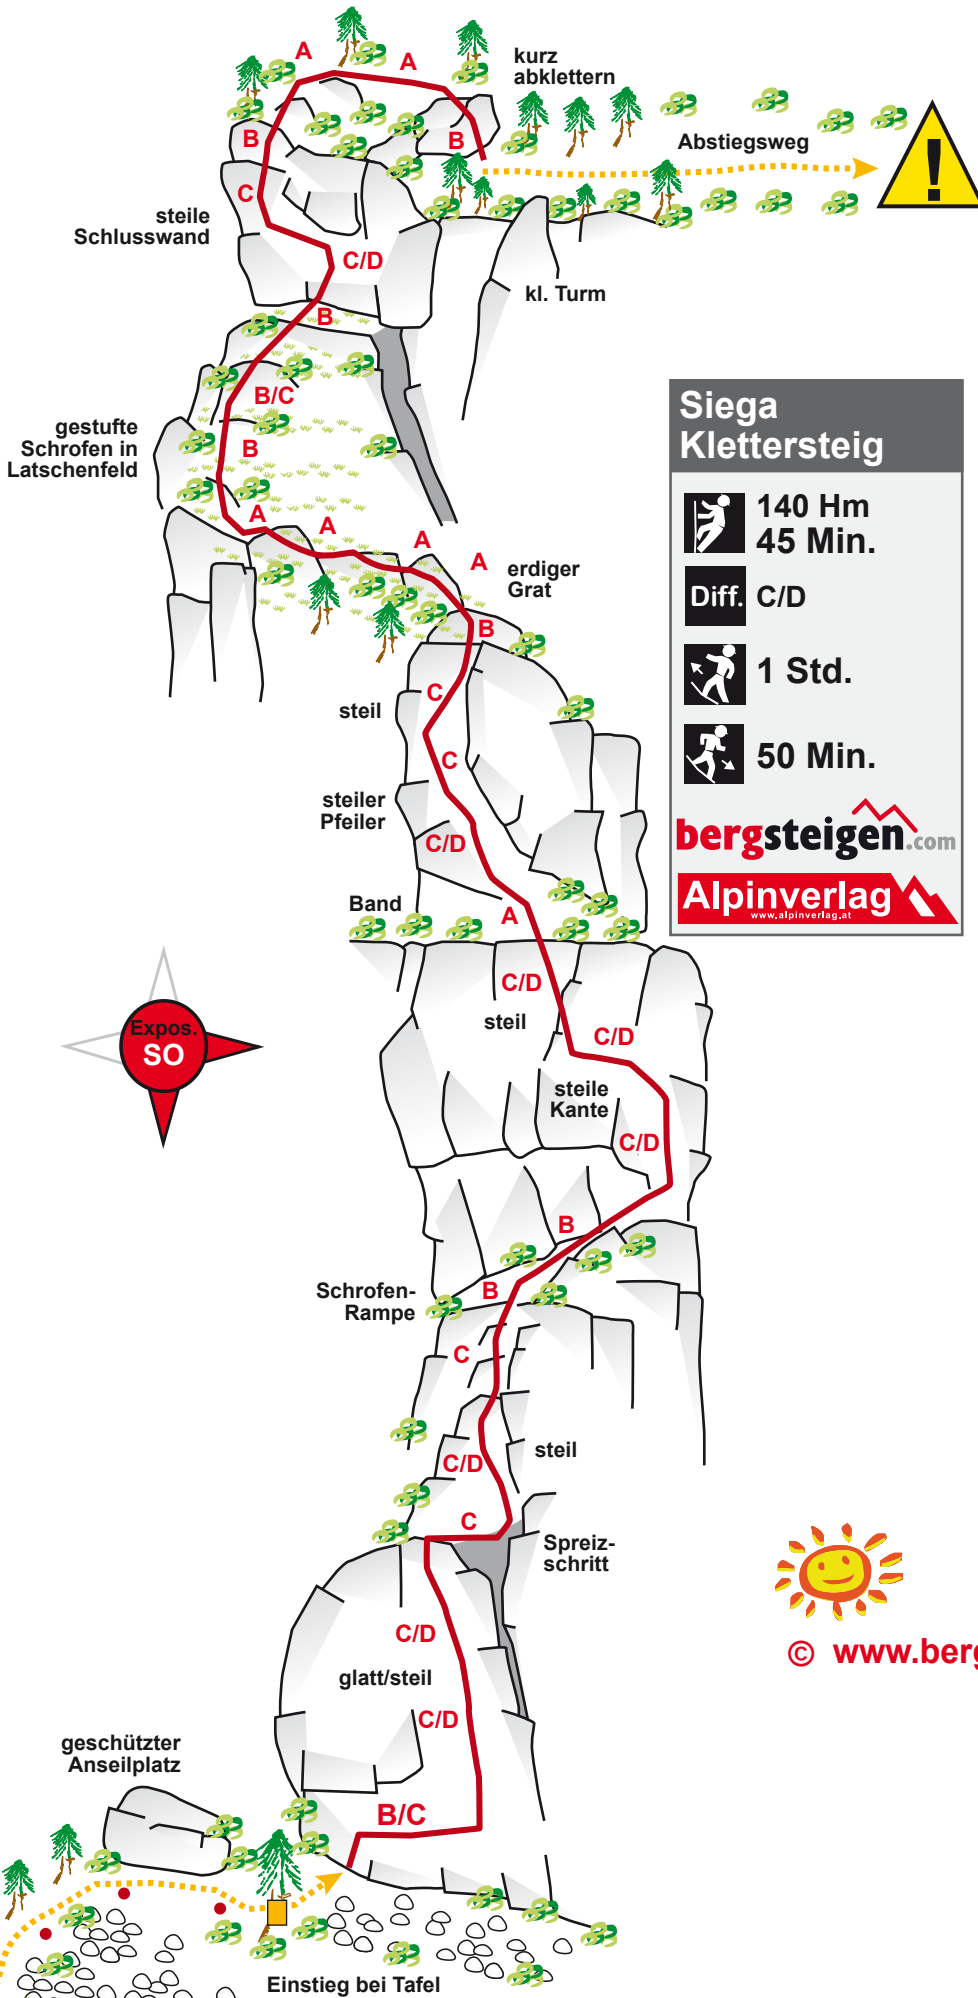 A
A
kurz
abklettern
B
B
Abstiegsweg
!
C
steile
Schlusswand
C/D
kl. Turm
B
B/C
gestufte
Schrofen in
Latschenfeld
B
A
A
A
A
erdiger
Grat
B
Siega
Klettersteig
140 Hm
45 Min.
Diff. C/D
1 Std.
50 Min.
bergsteigen.com
Alpinverlag
www.alpinverlag.at
C
steil
C
steiler
Pfeiler
C/D
Band
A
C/D
steil
C/D
Expos.
SO
steile
Kante
C/D
B
Schrofen-
Rampe
B
C
C/D
steil
C
Spreiz-
schritt
C/D
glatt/steil
C/D
© www.berg
geschützter
Anseilplatz
B/C
Einstieg bei Tafel